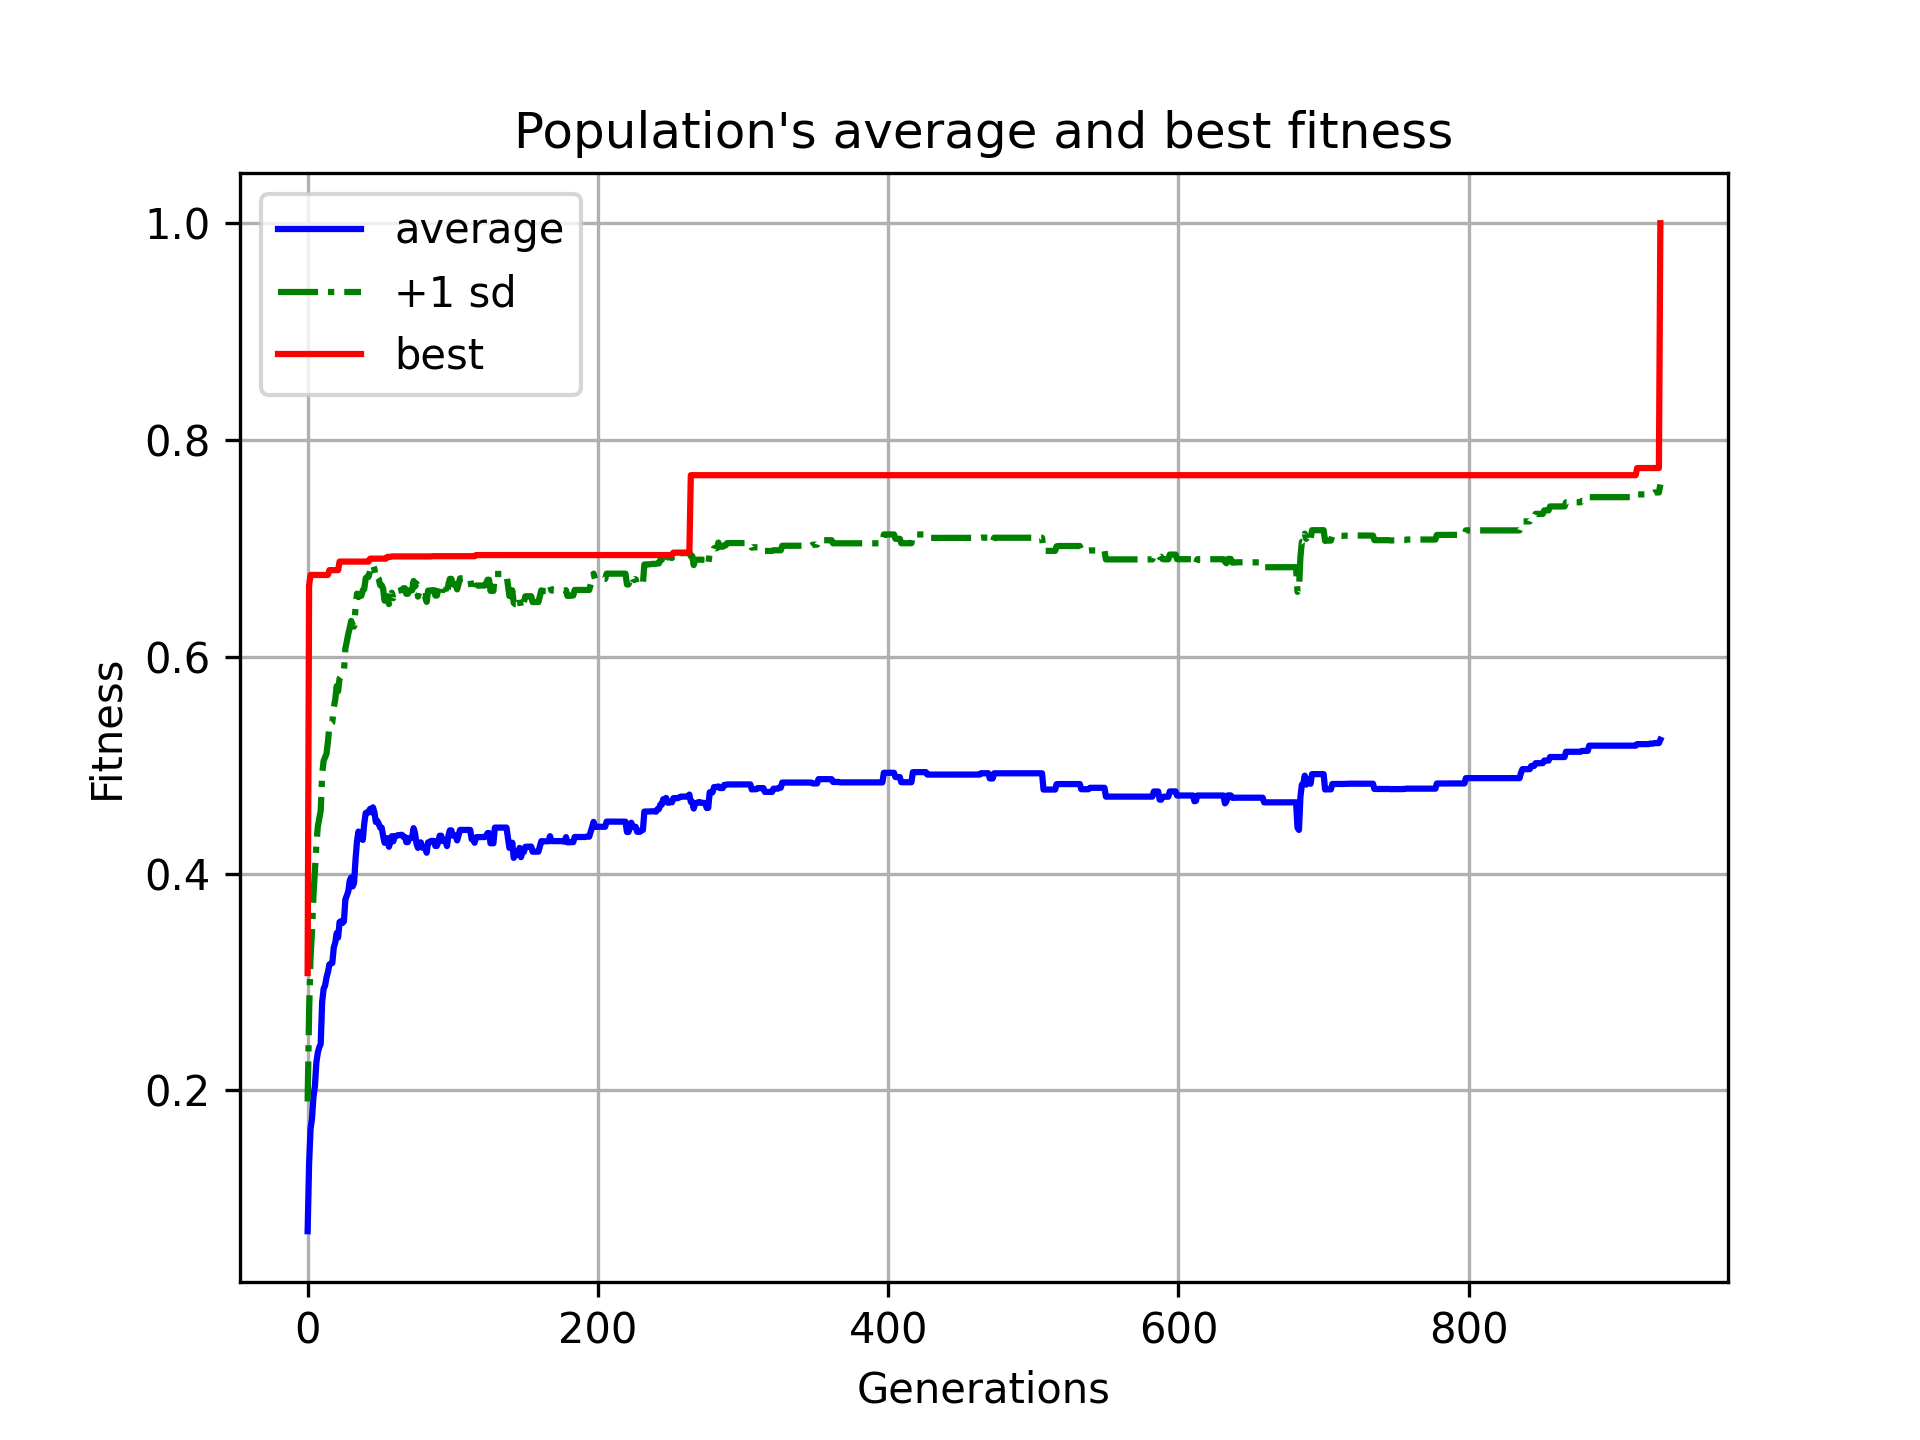 Population's average and best fitness
average
+1 sd
best
1.0
0.8
0.6
0.4
0.2
Fitness
0 200 400 600 800
Generations